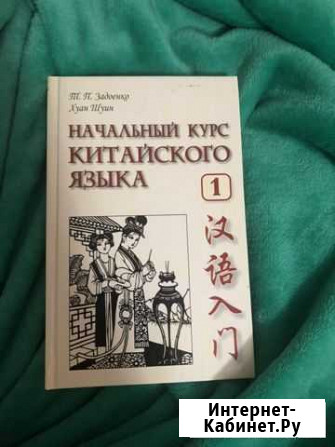 Т. П. Задоенко
Хуан Шуин
НАЧАЛЬНЫЙ КУРС
КИТАЙСКОГО
ЯЗЫКА
1
汉语入门
Интернет-
Кабинет.Ру